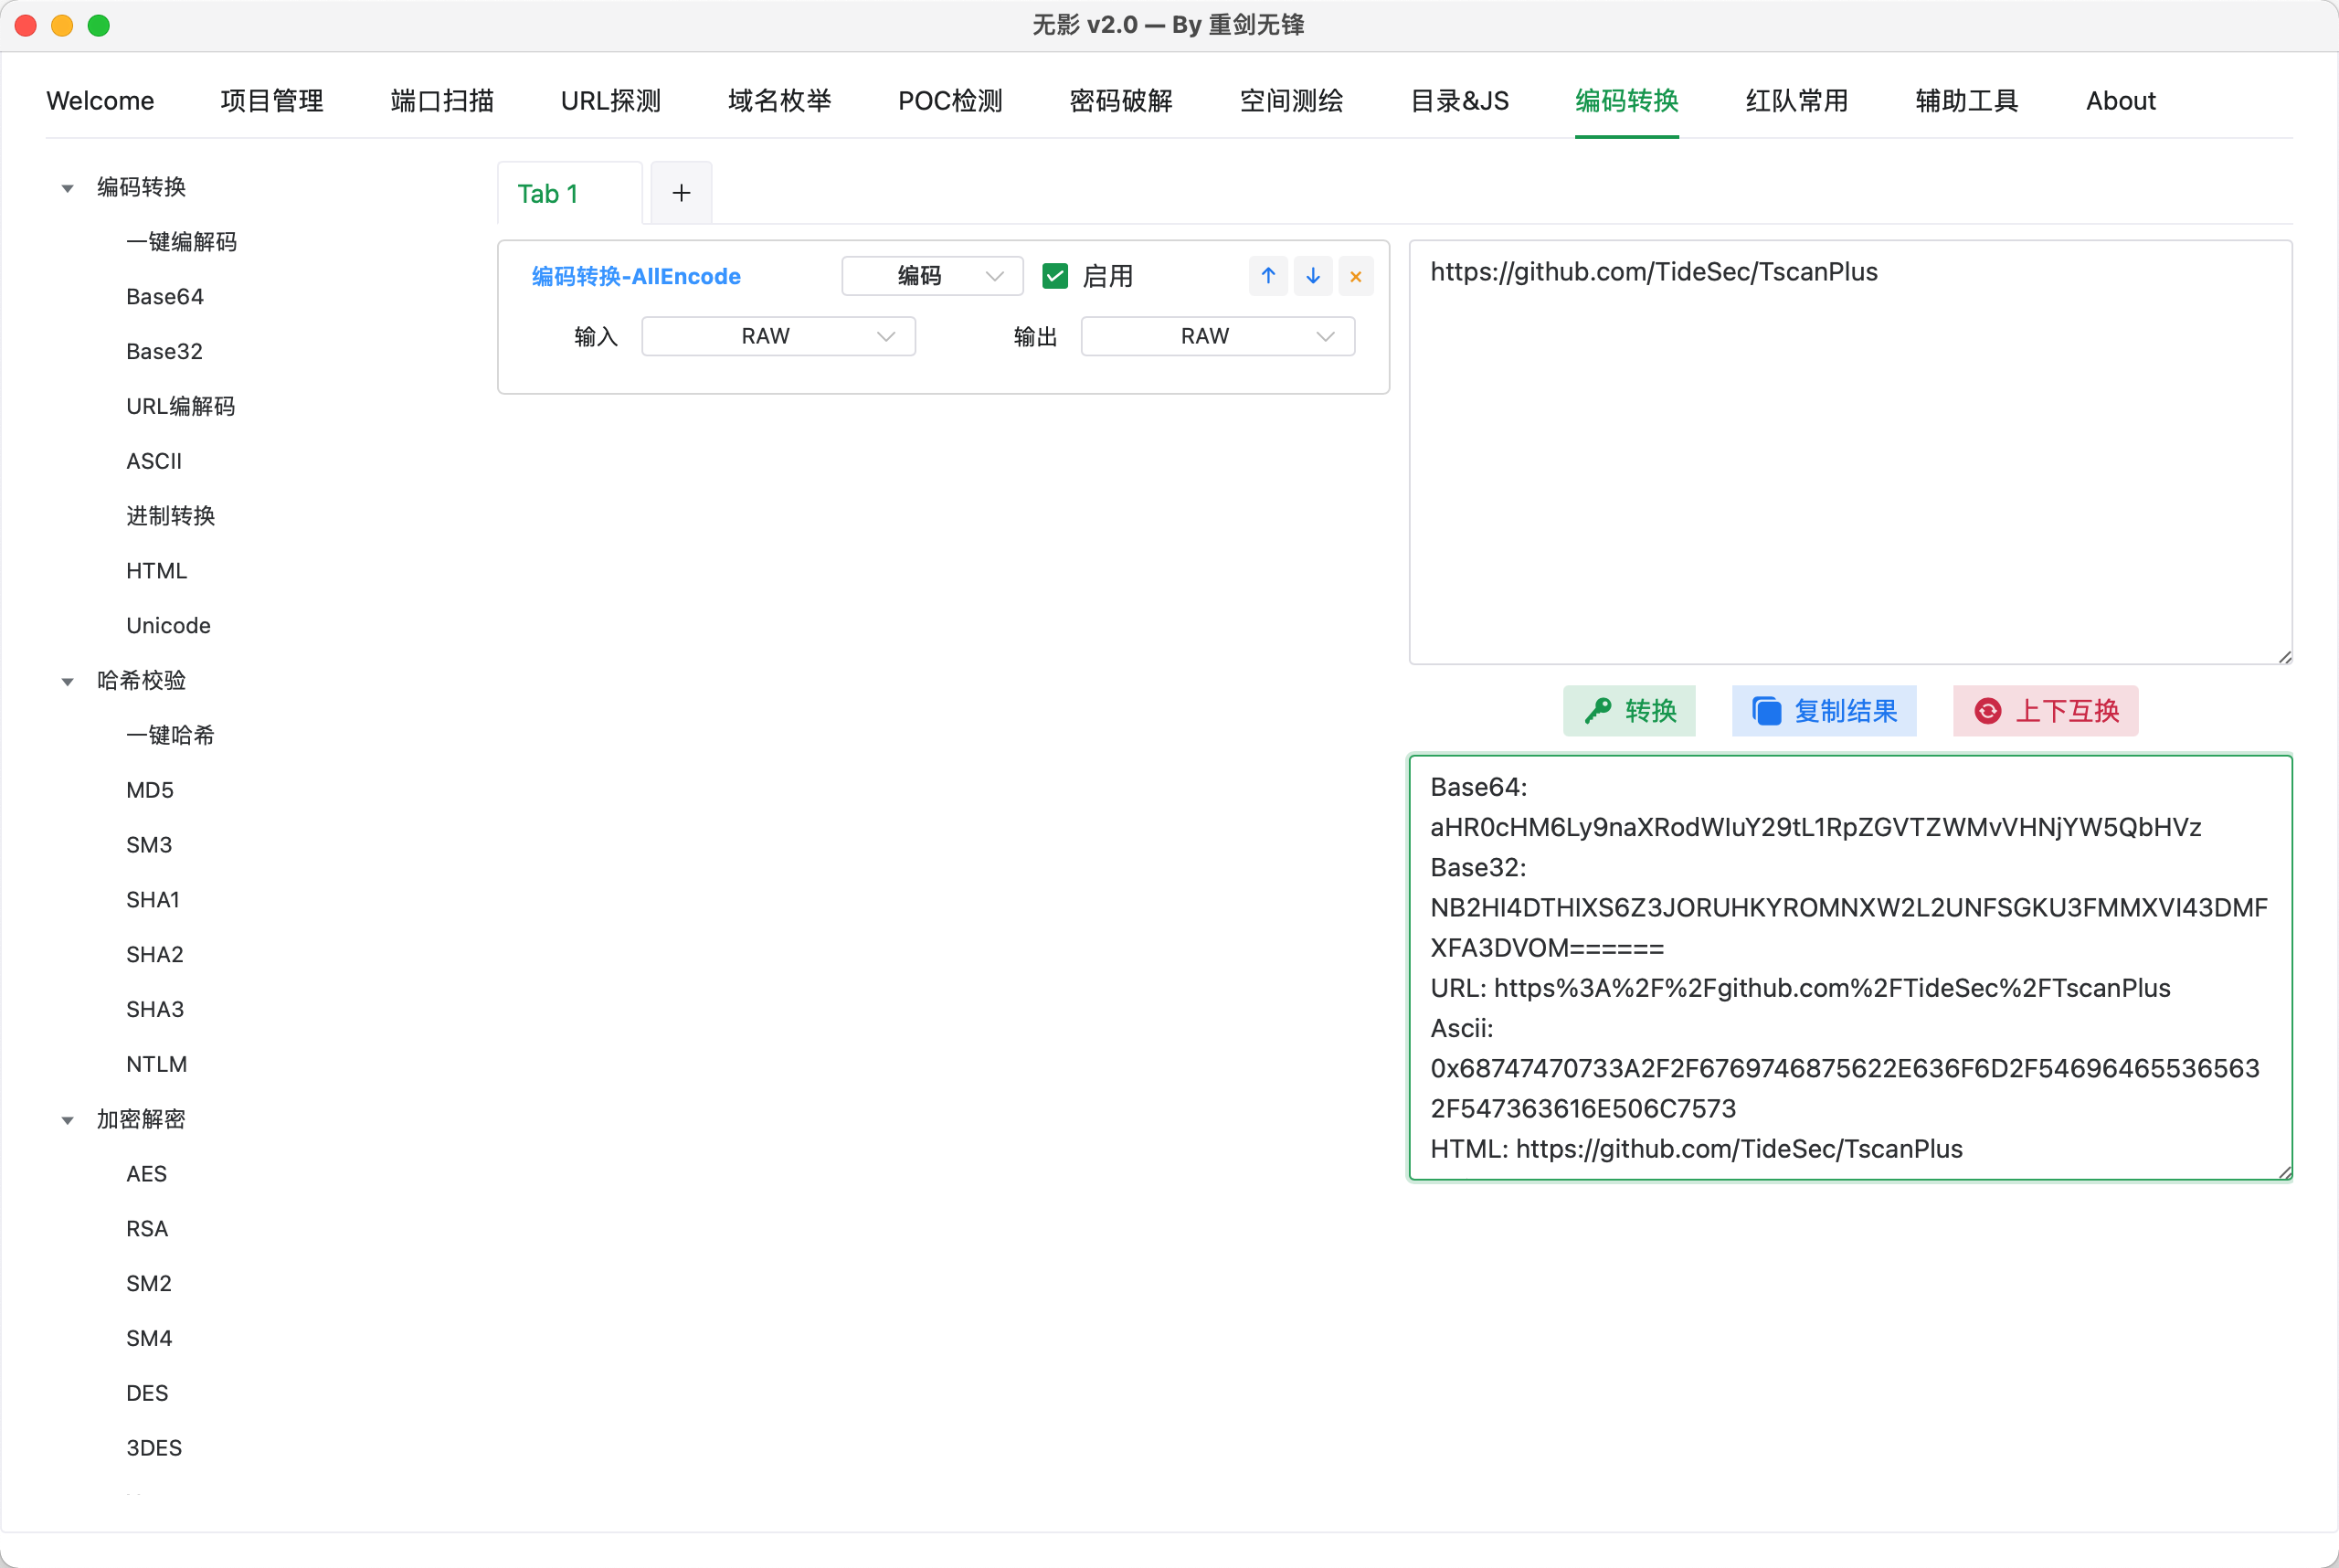 无影 v2.0 — By 重剑无锋
Welcome 项目管理 端口扫描 URL探测 域名枚举 POC检测 密码破解 空间测绘 目录&JS 编码转换 红队常用 辅助工具 About
编码转换
一键编解码
Base64
Base32
URL编解码
ASCII
进制转换
HTML
Unicode
哈希校验
一键哈希
MD5
SM3
SHA1
SHA2
SHA3
NTLM
加密解密
AES
RSA
SM2
SM4
DES
3DES
Tab 1 +
编码转换-AllEncode 编码 启用
输入 RAW 输出 RAW
https://github.com/TideSec/TscanPlus
转换 复制结果 上下互换
Base64:
aHR0cHM6Ly9naXRodWIuY29tL1RpZGVTZWMvVHNjYW5QbHVz
Base32:
NB2HI4DTHIXS6Z3JORUHKYROMNXW2L2UNFSGKU3FMMXVI43DMF
XFA3DVOM======
URL: https%3A%2F%2Fgithub.com%2FTideSec%2FTscanPlus
Ascii:
0x68747470733A2F2F6769746875622E636F6D2F54696465536563
2F547363616E506C7573
HTML: https://github.com/TideSec/TscanPlus